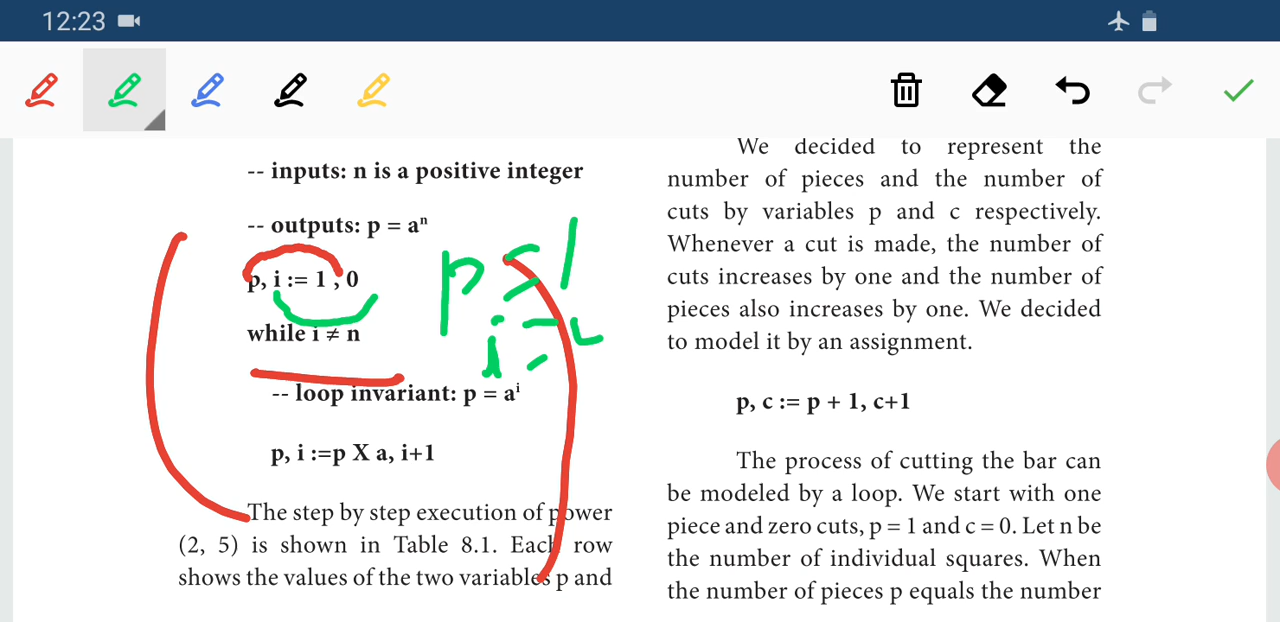 12:23
-- inputs: n is a positive integer
-- outputs: p = aⁿ
p, i := 1 , 0
while i ≠ n
-- loop invariant: p = aⁱ
p, i :=p X a, i+1
The step by step execution of power
(2, 5) is shown in Table 8.1. Each row
shows the values of the two variables p and
p = 1
i =
We decided to represent the
number of pieces and the number of
cuts by variables p and c respectively.
Whenever a cut is made, the number of
cuts increases by one and the number of
pieces also increases by one. We decided
to model it by an assignment.
p, c := p + 1, c+1
The process of cutting the bar can
be modeled by a loop. We start with one
piece and zero cuts, p = 1 and c = 0. Let n be
the number of individual squares. When
the number of pieces p equals the number